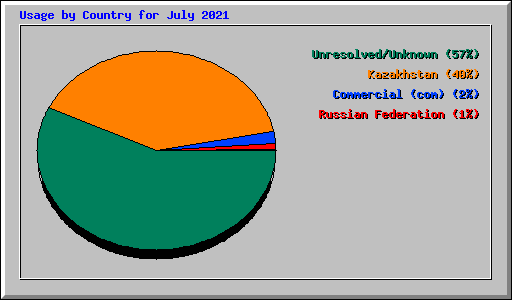 Usage by Country for July 2021
Unresolved/Unknown (57%)
Kazakhstan (40%)
Commercial (com) (2%)
Russian Federation (1%)